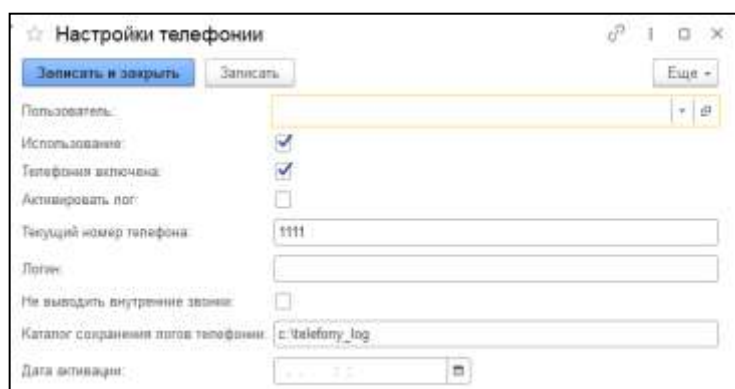 Настройки телефонии
Записать и закрыть Записать Еще
Пользователь:
Использование:
Телефония включена:
Активировать лог:
Текущий номер телефона: 1111
Логин:
Не выводить внутренние звонки:
Каталог сохранения логов телефонии: c:\telefony_log
Дата активации: . . : :